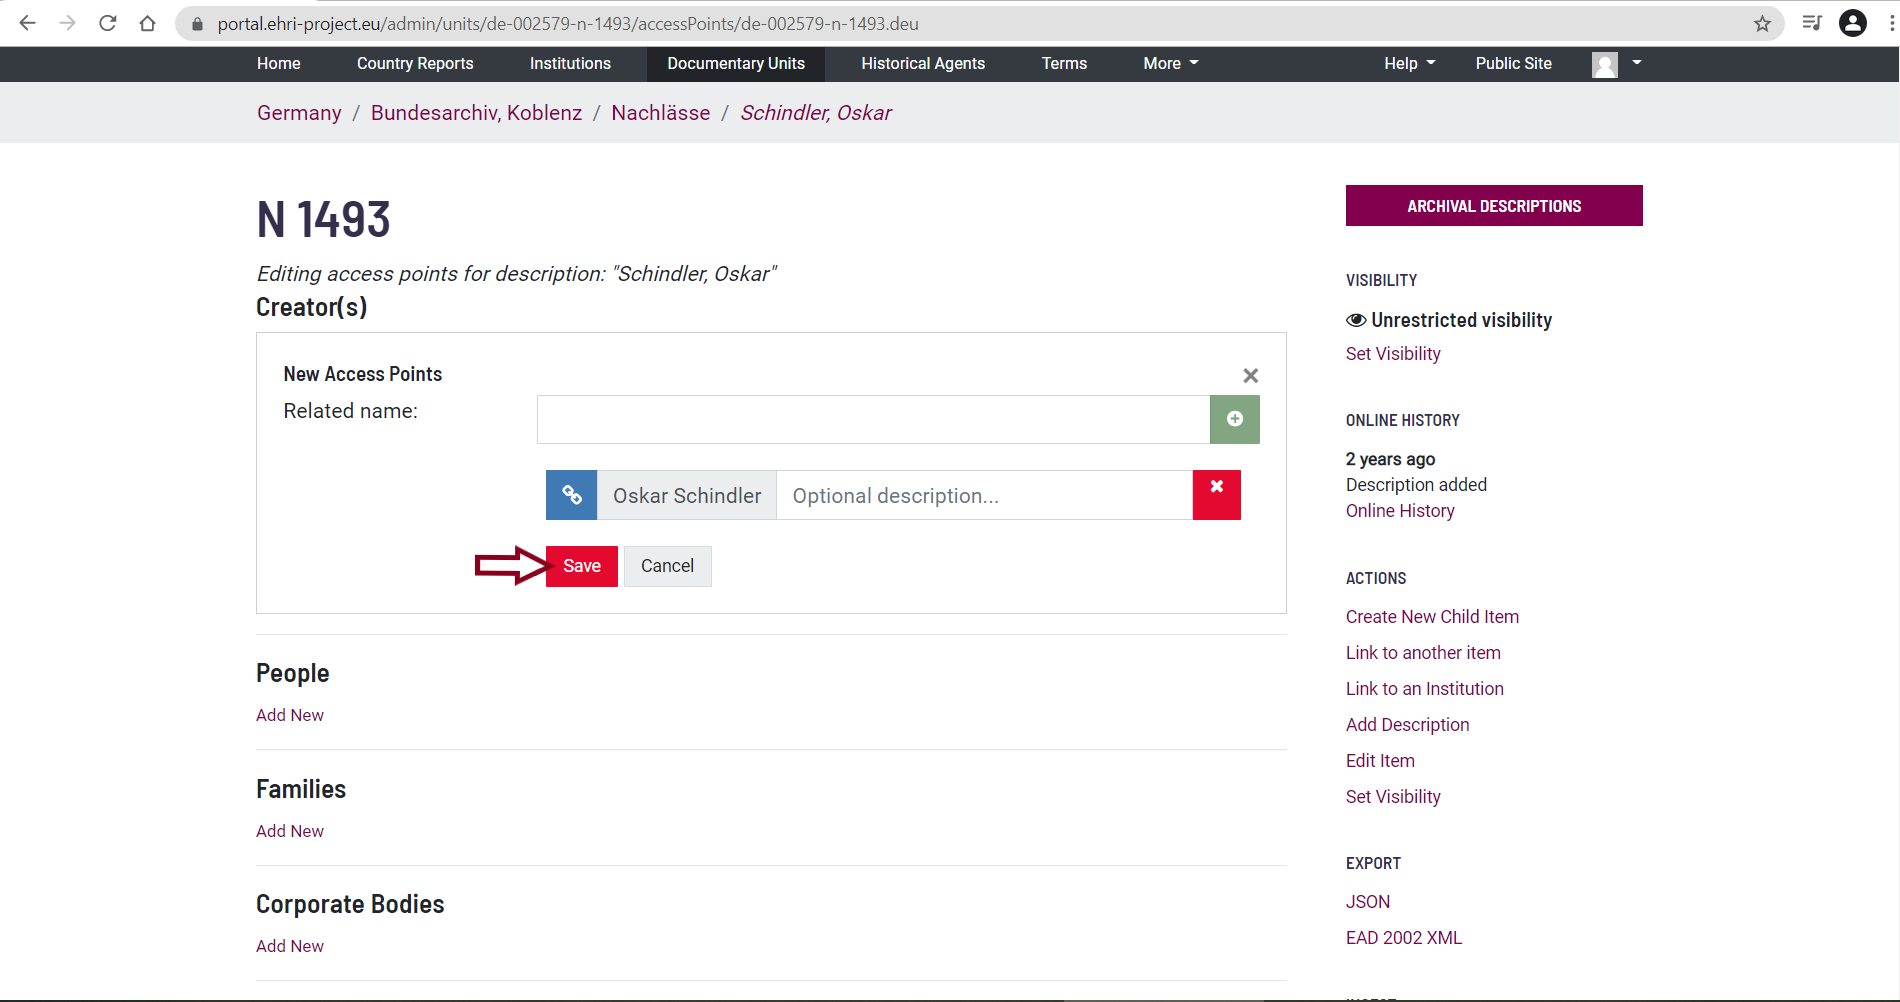 portal.ehri-project.eu/admin/units/de-002579-n-1493/accessPoints/de-002579-n-1493.deu
Home Country Reports Institutions Documentary Units Historical Agents Terms More Help Public Site
Germany / Bundesarchiv, Koblenz / Nachlässe / Schindler, Oskar
N 1493
Editing access points for description: "Schindler, Oskar"
Creator(s)
New Access Points
Related name:
Oskar Schindler Optional description...
Save Cancel
People
Add New
Families
Add New
Corporate Bodies
Add New
ARCHIVAL DESCRIPTIONS
VISIBILITY
Unrestricted visibility
Set Visibility
ONLINE HISTORY
2 years ago
Description added
Online History
ACTIONS
Create New Child Item
Link to another item
Link to an Institution
Add Description
Edit Item
Set Visibility
EXPORT
JSON
EAD 2002 XML